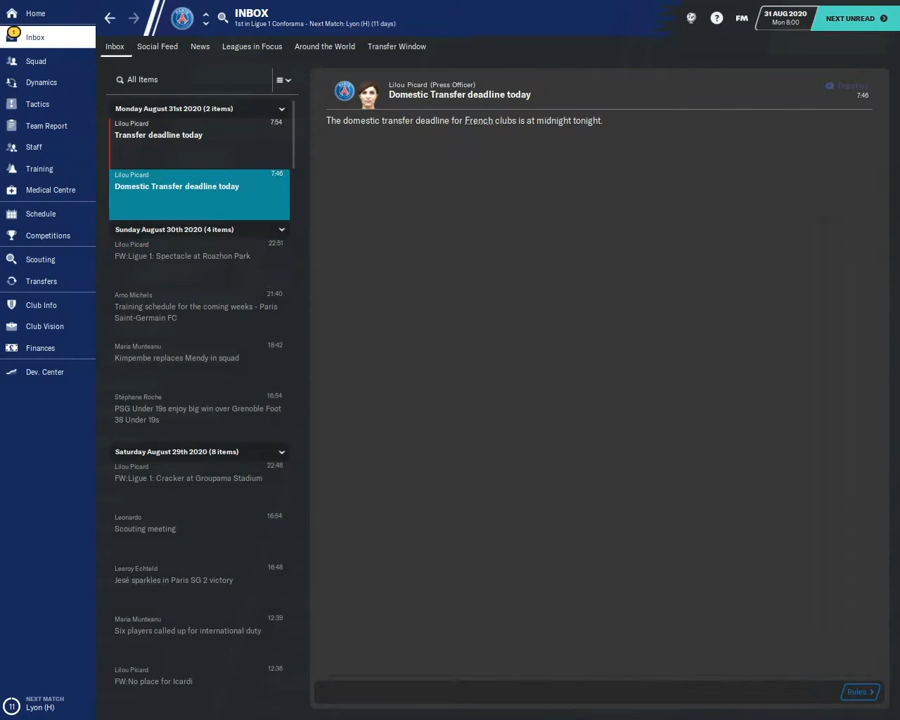 Home
1
Inbox
Squad
Dynamics
Tactics
Team Report
Staff
Training
Medical Centre
Schedule
Competitions
Scouting
Transfers
Club Info
Club Vision
Finances
Dev. Center
11
NEXT MATCH
Lyon (H)
INBOX
1st in Ligue 1 Conforama - Next Match: Lyon (H) (11 days)
FM
31 AUG 2020
Mon 8:00
NEXT UNREAD
Inbox
Social Feed
News
Leagues in Focus
Around the World
Transfer Window
All Items
Monday August 31st 2020 (2 items)
Lilou Picard
7:54
Transfer deadline today
Lilou Picard
7:46
Domestic Transfer deadline today
Sunday August 30th 2020 (4 items)
Lilou Picard
22:51
FW:Ligue 1: Spectacle at Roazhon Park
Arno Michels
21:40
Training schedule for the coming weeks - Paris
Saint-Germain FC
Maria Munteanu
18:42
Kimpembe replaces Mendy in squad
Stéphane Roche
16:54
PSG Under 19s enjoy big win over Grenoble Foot
38 Under 19s
Saturday August 29th 2020 (8 items)
Lilou Picard
22:48
FW:Ligue 1: Cracker at Groupama Stadium
Leonardo
16:54
Scouting meeting
Leeroy Echteld
16:48
Jesé sparkles in Paris SG 2 victory
Maria Munteanu
12:39
Six players called up for international duty
Lilou Picard
12:36
FW:No place for Icardi
Lilou Picard (Press Officer)
Domestic Transfer deadline today
7:46
The domestic transfer deadline for French clubs is at midnight tonight.
Rules